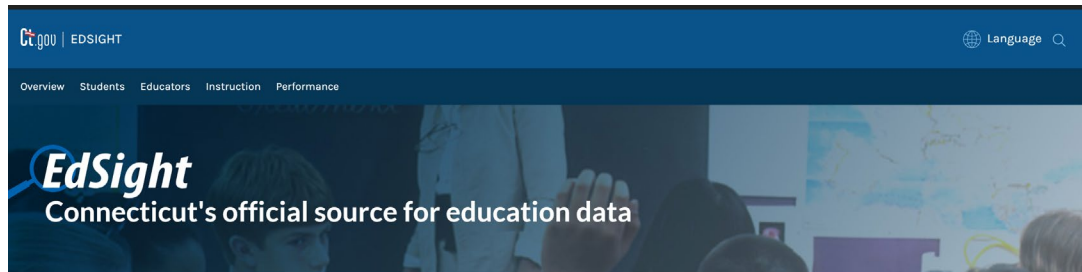 Ct.gov | EDSIGHT
Language
Overview Students Educators Instruction Performance
EdSight
Connecticut's official source for education data